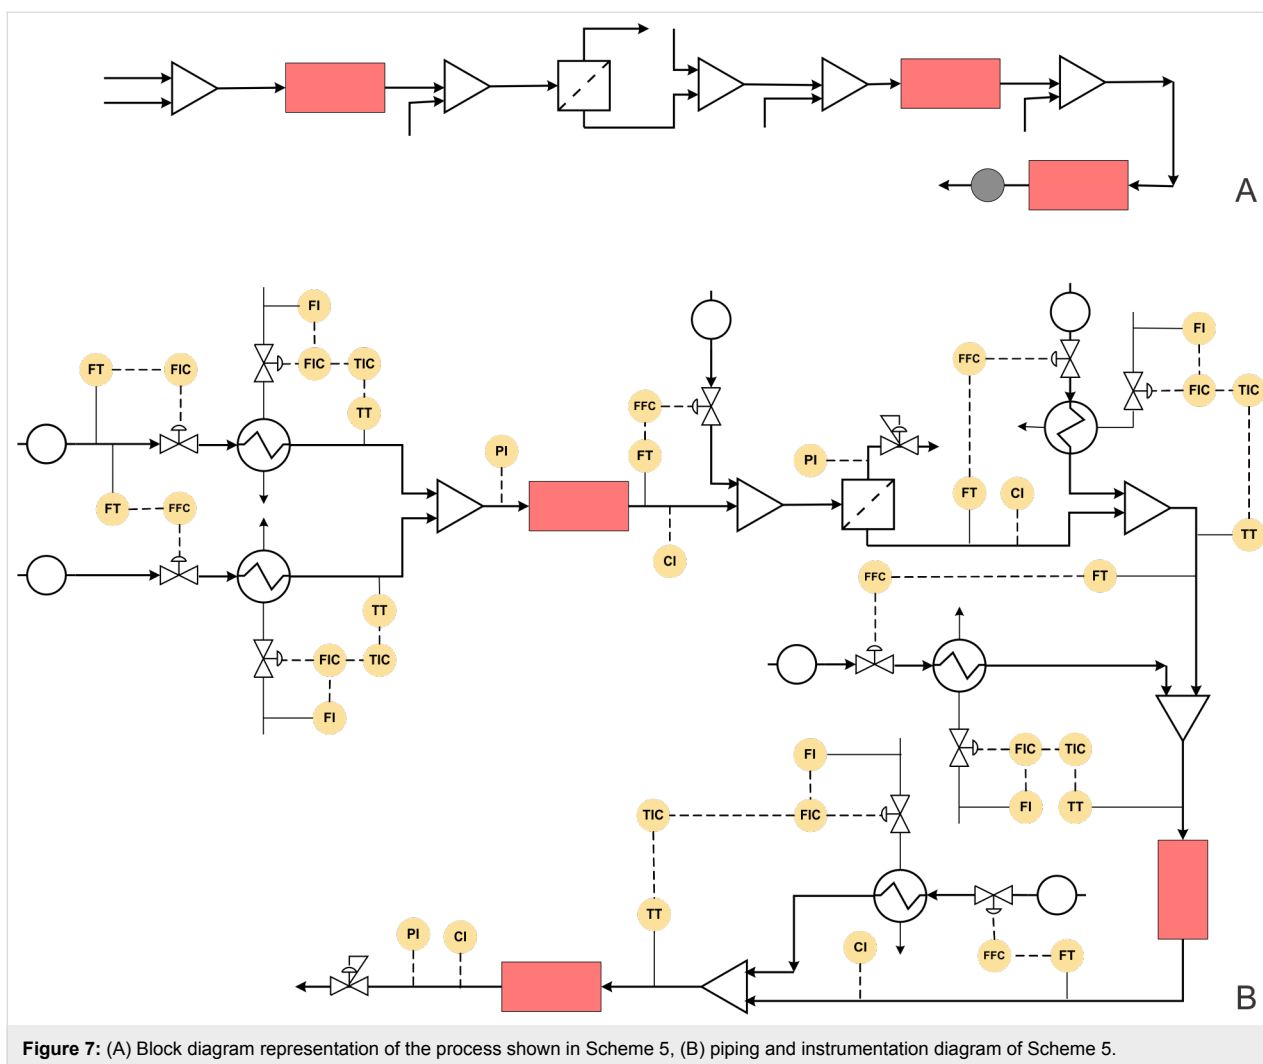 A
FI
FT
FIC
FIC
TIC
TT
FT
FFC
TT
FIC
TIC
FI
PI
FFC
FT
CI
PI
FFC
FT
CI
FI
FIC
TIC
TT
FFC
FT
FIC
TIC
FI
TT
FI
TIC
FIC
TT
PI
CI
CI
FFC
FT
B
Figure 7: (A) Block diagram representation of the process shown in Scheme 5, (B) piping and instrumentation diagram of Scheme 5.